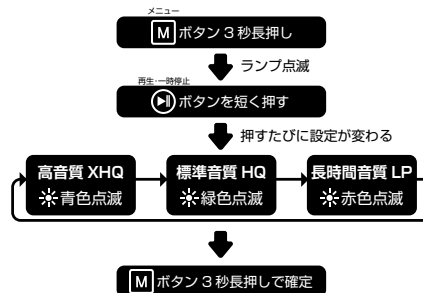 メニュー
M ボタン 3 秒長押し
ランプ点滅
再生・一時停止
ボタンを短く押す
押すたびに設定が変わる
高音質 XHQ
青色点滅
標準音質 HQ
緑色点滅
長時間音質 LP
赤色点滅
M ボタン 3 秒長押しで確定